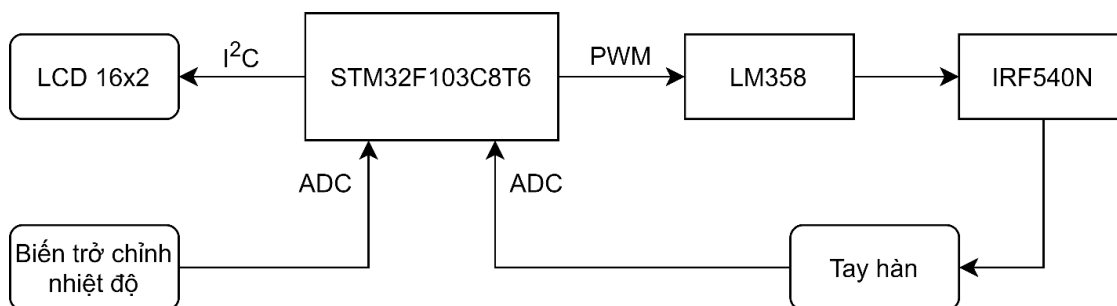 LCD 16x2
I²C
STM32F103C8T6
PWM
LM358
IRF540N
ADC
ADC
Biến trở chỉnh
nhiệt độ
Tay hàn